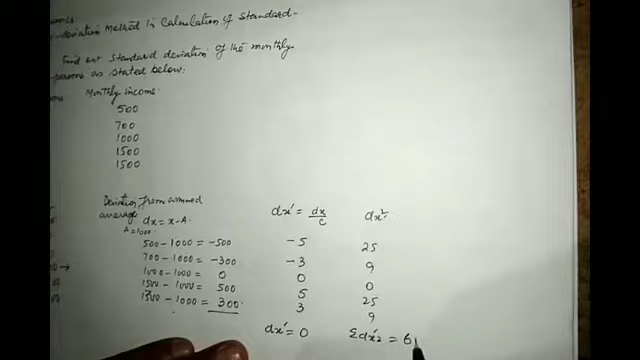 -deviation Method in Calculation of Standard-
Find out standard deviation of the monthly
persons as stated below:
Monthly income
500
700
1000
1500
1500
Deviation from assumed
average dx = x-A
A=1000
dx' = dx/c
dx²
500-1000 = -500 -5 25
700-1000 = -300 -3 9
1000-1000 = 0 0 0
1500-1000 = 500 5 25
1300-1000 = 300 3 9
dx' = 0 Σdx'² = 6